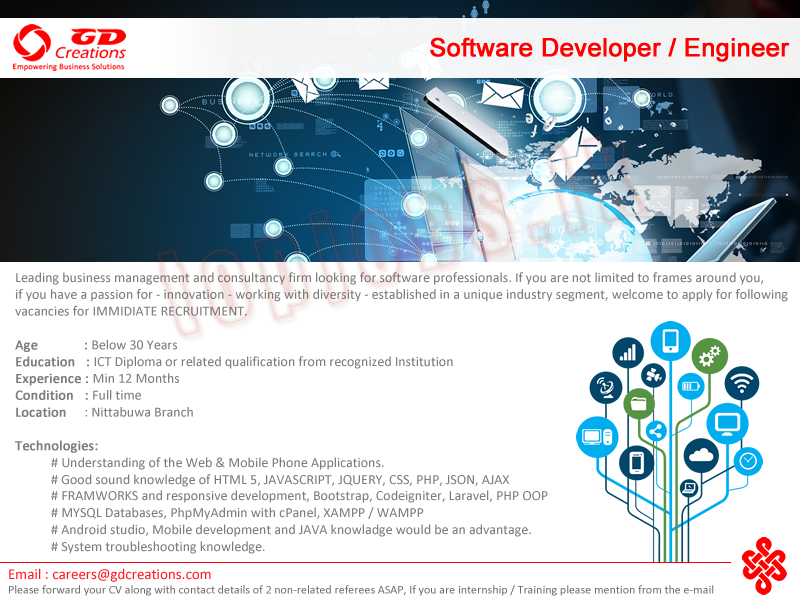 GD
Creations
Empowering Business Solutions
Software Developer / Engineer
BUSINESS
WORLD
NETWORK-SEARCH
WORLD
topjobs
Leading business management and consultancy firm looking for software professionals. If you are not limited to frames around you,
if you have a passion for - innovation - working with diversity - established in a unique industry segment, welcome to apply for following
vacancies for IMMIDIATE RECRUITMENT.
Age : Below 30 Years
Education : ICT Diploma or related qualification from recognized Institution
Experience : Min 12 Months
Condition : Full time
Location : Nittabuwa Branch
Technologies:
# Understanding of the Web & Mobile Phone Applications.
# Good sound knowledge of HTML 5, JAVASCRIPT, JQUERY, CSS, PHP, JSON, AJAX
# FRAMWORKS and responsive development, Bootstrap, Codeigniter, Laravel, PHP OOP
# MYSQL Databases, PhpMyAdmin with cPanel, XAMPP / WAMPP
# Android studio, Mobile development and JAVA knowladge would be an advantage.
# System troubleshooting knowledge.
Email : careers@gdcreations.com
Please forward your CV along with contact details of 2 non-related referees ASAP, If you are internship / Training please mention from the e-mail